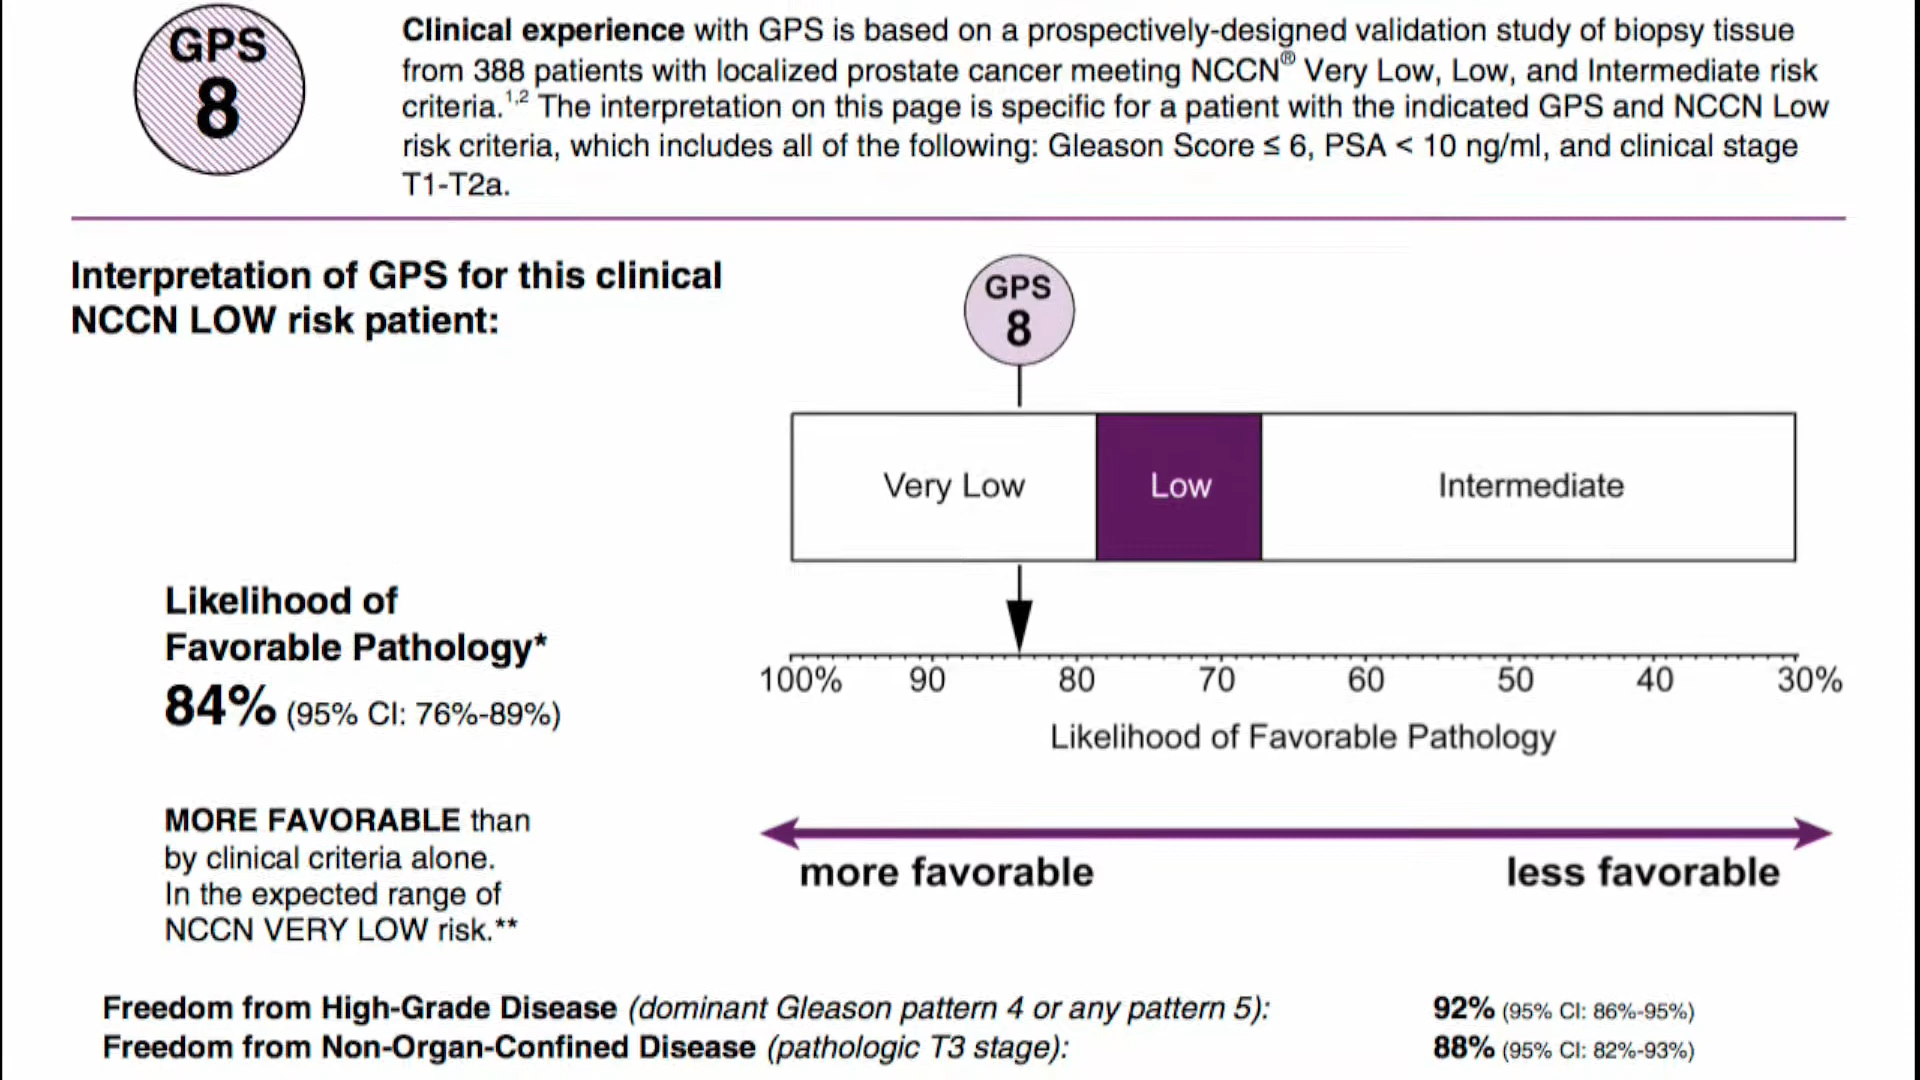 GPS
8
Clinical experience with GPS is based on a prospectively-designed validation study of biopsy tissue
from 388 patients with localized prostate cancer meeting NCCN® Very Low, Low, and Intermediate risk
criteria.1,2 The interpretation on this page is specific for a patient with the indicated GPS and NCCN Low
risk criteria, which includes all of the following: Gleason Score ≤ 6, PSA < 10 ng/ml, and clinical stage
T1-T2a.
Interpretation of GPS for this clinical
NCCN LOW risk patient:
GPS
8
Very Low Low Intermediate
Likelihood of
Favorable Pathology*
84% (95% CI: 76%-89%)
100% 90 80 70 60 50 40 30%
Likelihood of Favorable Pathology
MORE FAVORABLE than
by clinical criteria alone.
In the expected range of
NCCN VERY LOW risk.**
more favorable less favorable
Freedom from High-Grade Disease (dominant Gleason pattern 4 or any pattern 5): 92% (95% CI: 86%-95%)
Freedom from Non-Organ-Confined Disease (pathologic T3 stage): 88% (95% CI: 82%-93%)